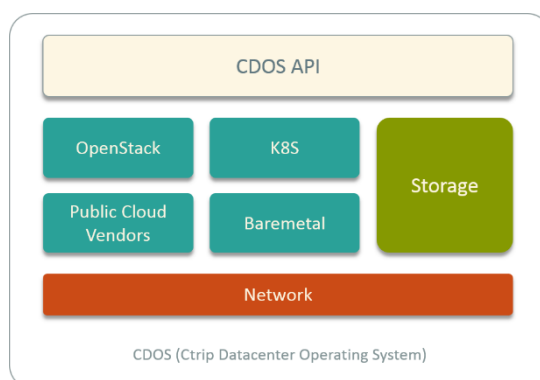 CDOS API
OpenStack
K8S
Storage
Public Cloud
Vendors
Baremetal
Network
CDOS (Ctrip Datacenter Operating System)